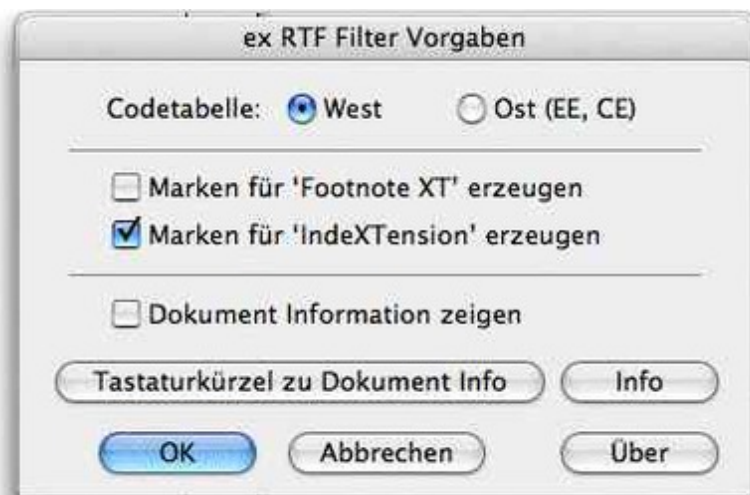 ex RTF Filter Vorgaben
Codetabelle: West Ost (EE, CE)
Marken für 'Footnote XT' erzeugen
Marken für 'IndeXTension' erzeugen
Dokument Information zeigen
Tastaturkürzel zu Dokument Info Info
OK Abbrechen Über